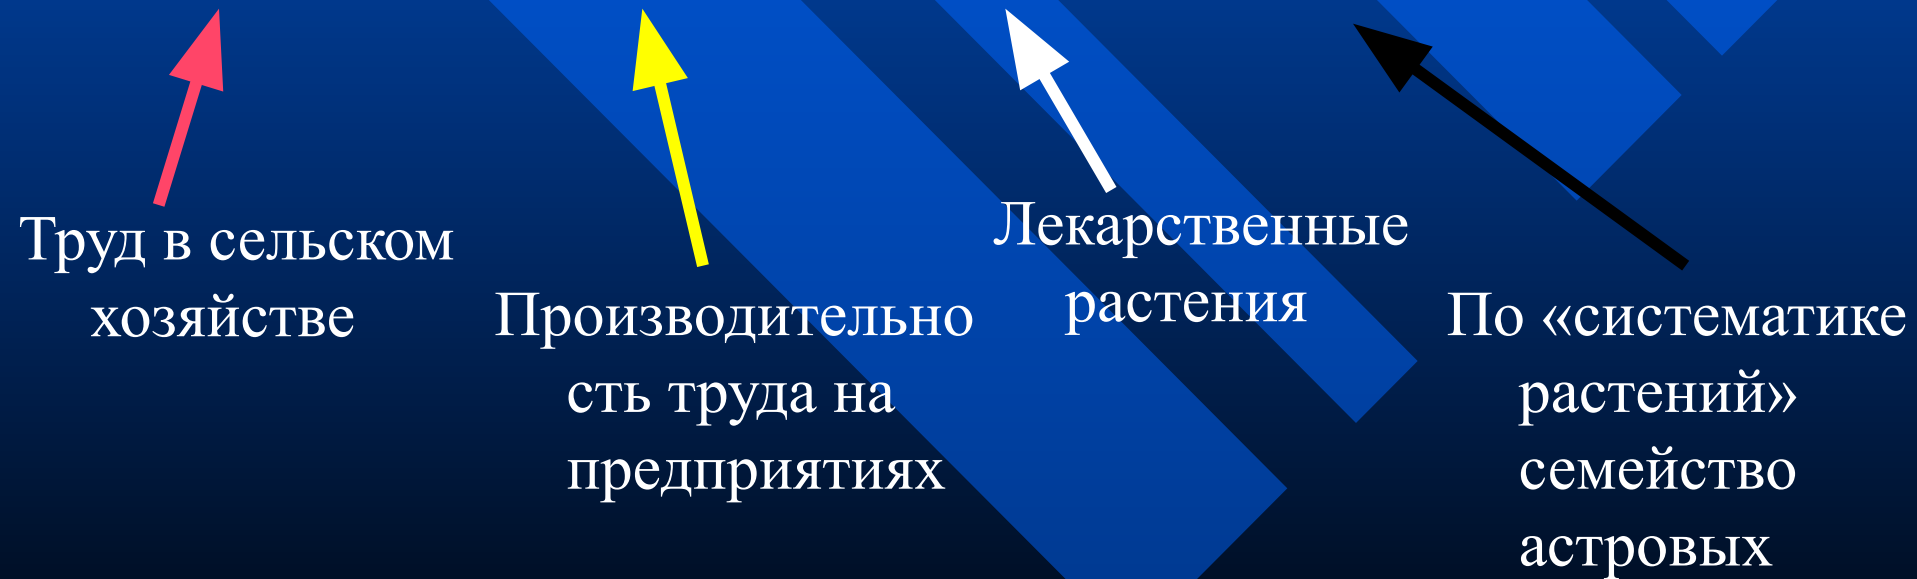 Труд в сельском
хозяйстве
Производительно
сть труда на
предприятиях
Лекарственные
растения
По «систематике
растений»
семейство
астровых